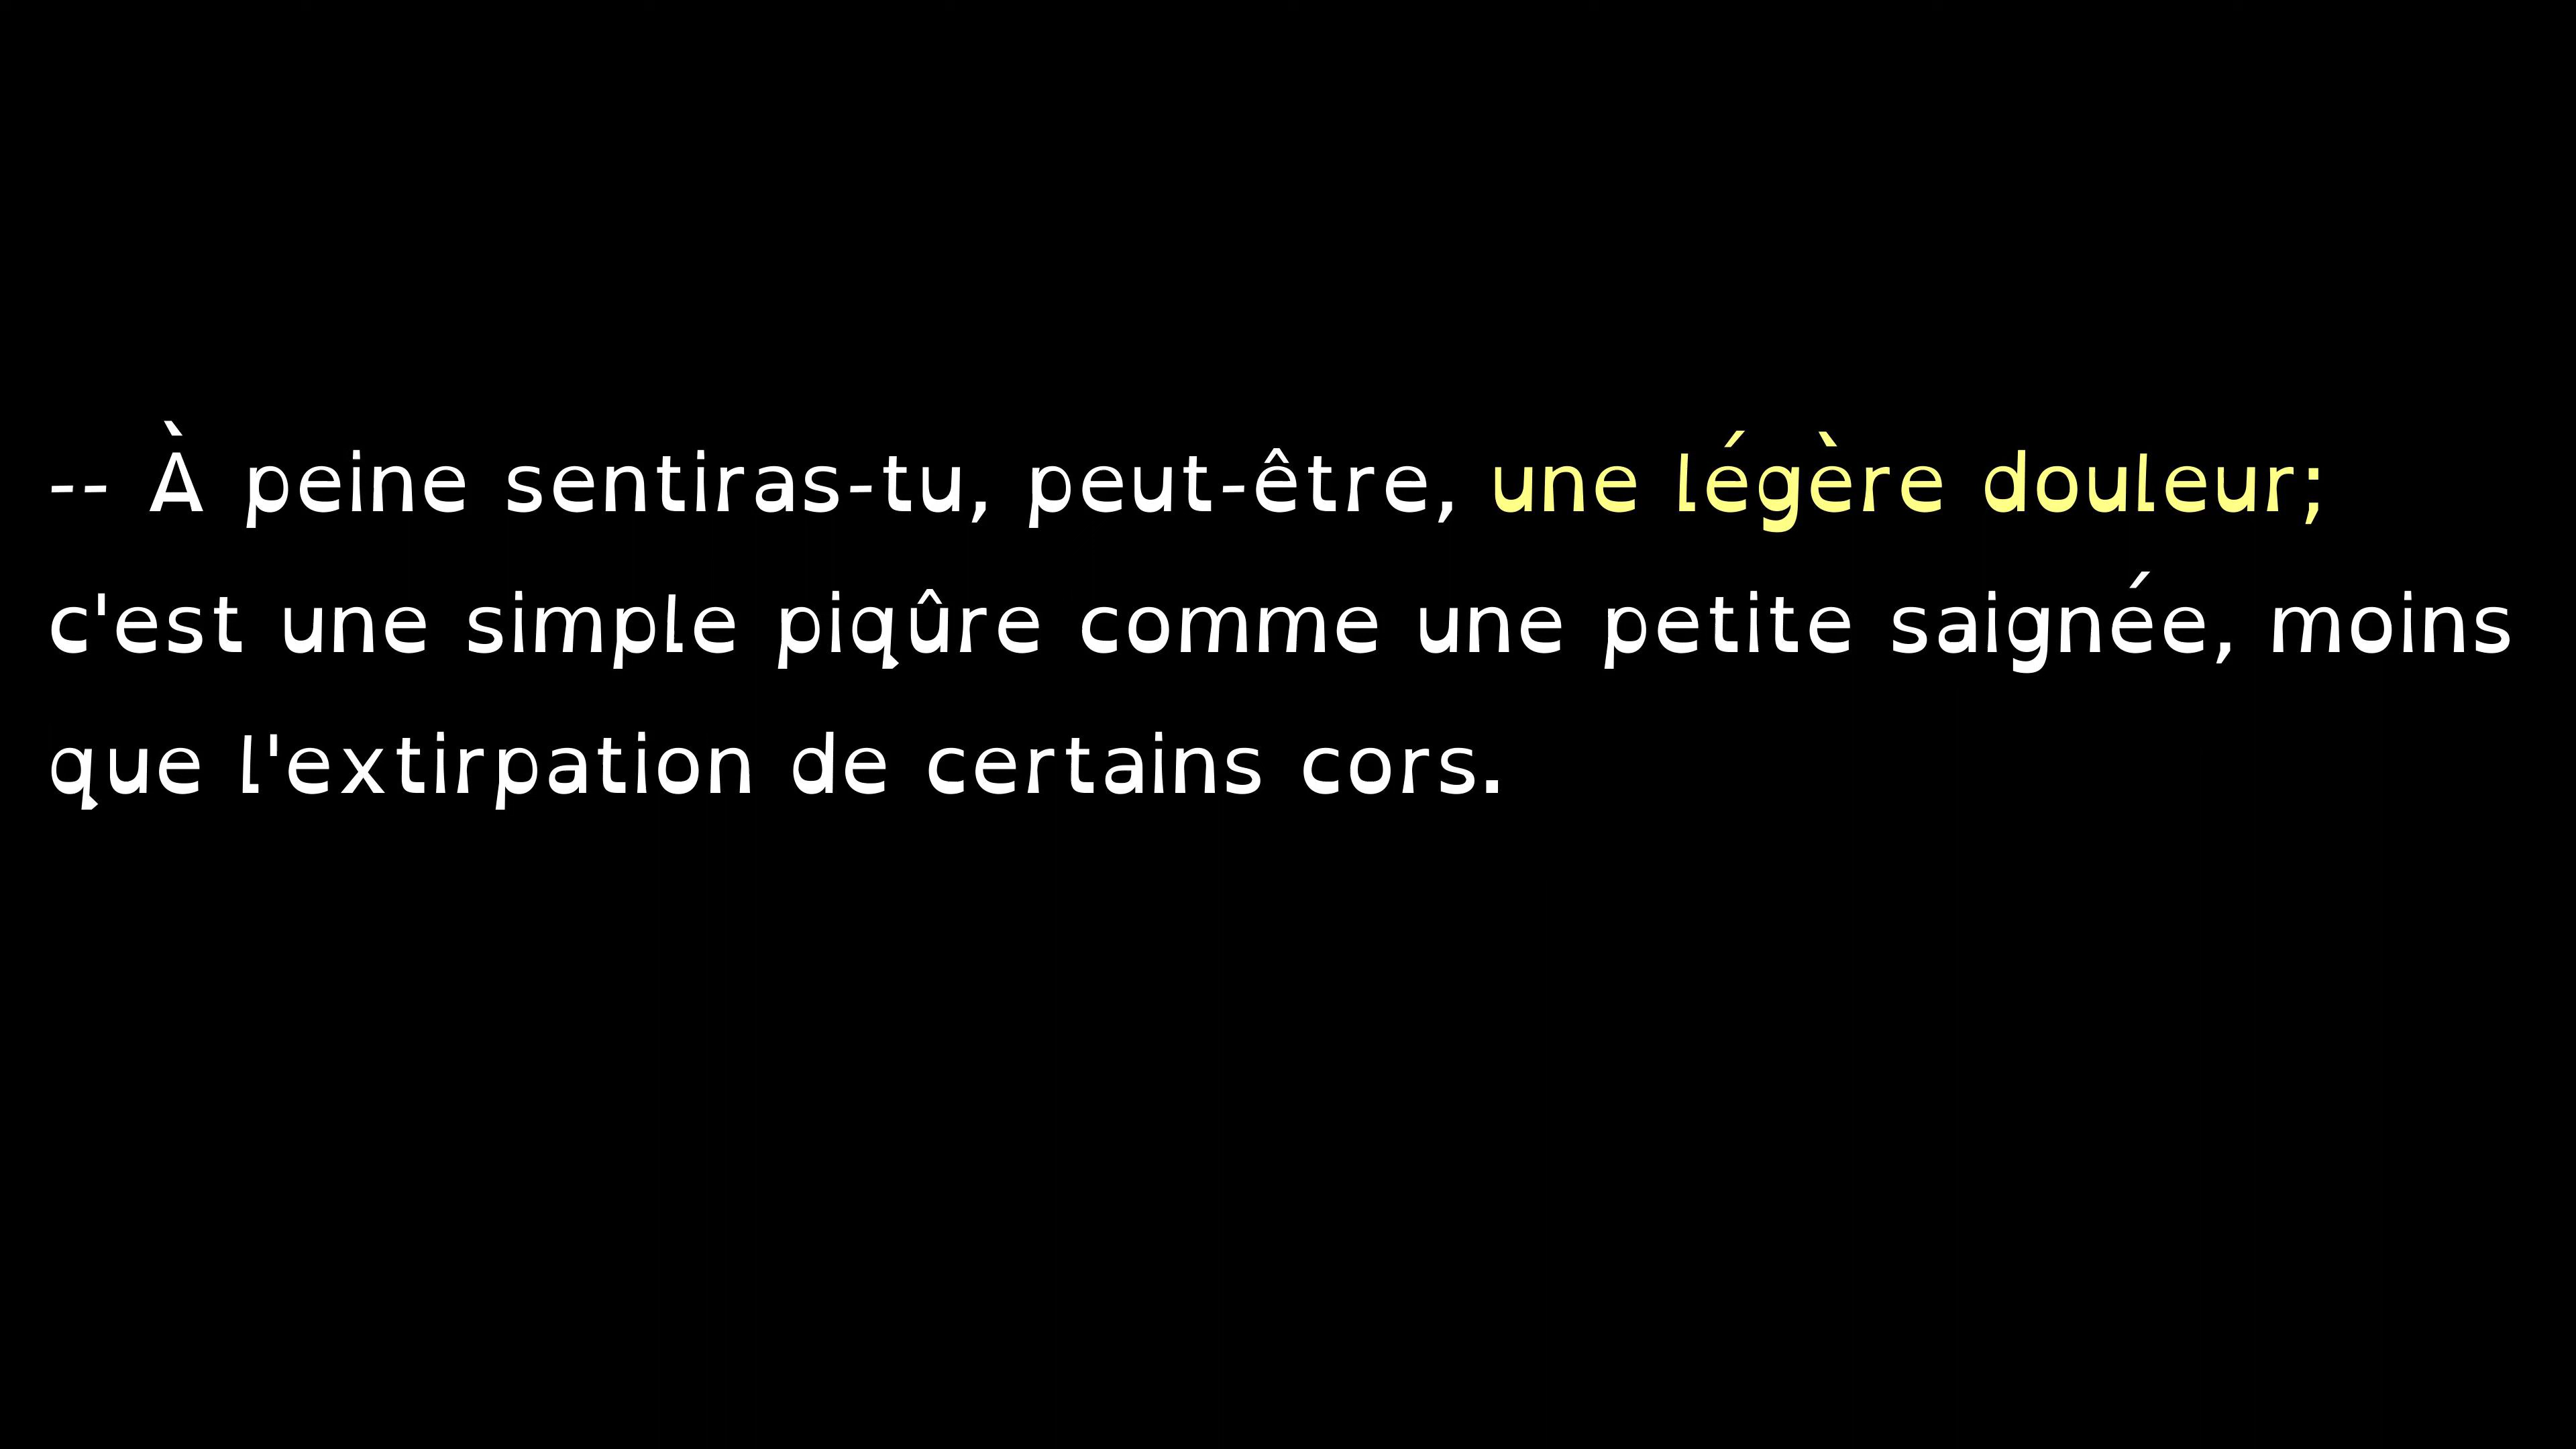 -- À peine sentiras-tu, peut-être, une légère douleur;
c'est une simple piqûre comme une petite saignée, moins
que l'extirpation de certains cors.